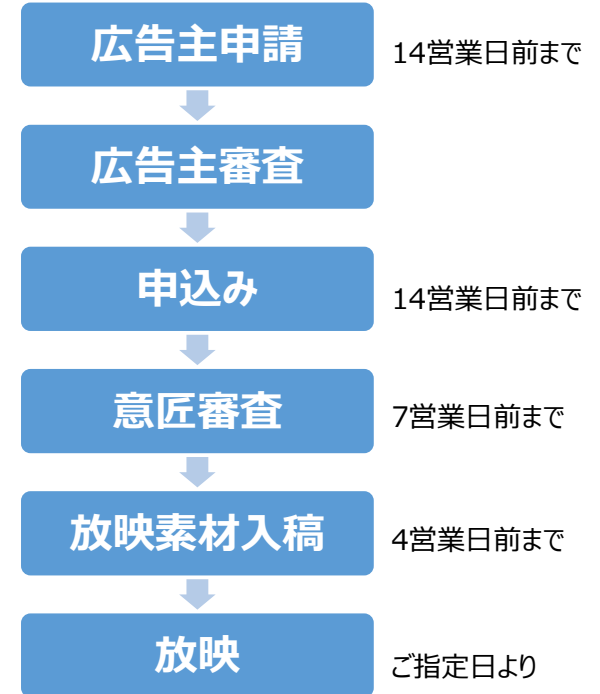 広告主申請 14営業日前まで
広告主審査
申込み 14営業日前まで
意匠審査 7営業日前まで
放映素材入稿 4営業日前まで
放映 ご指定日より